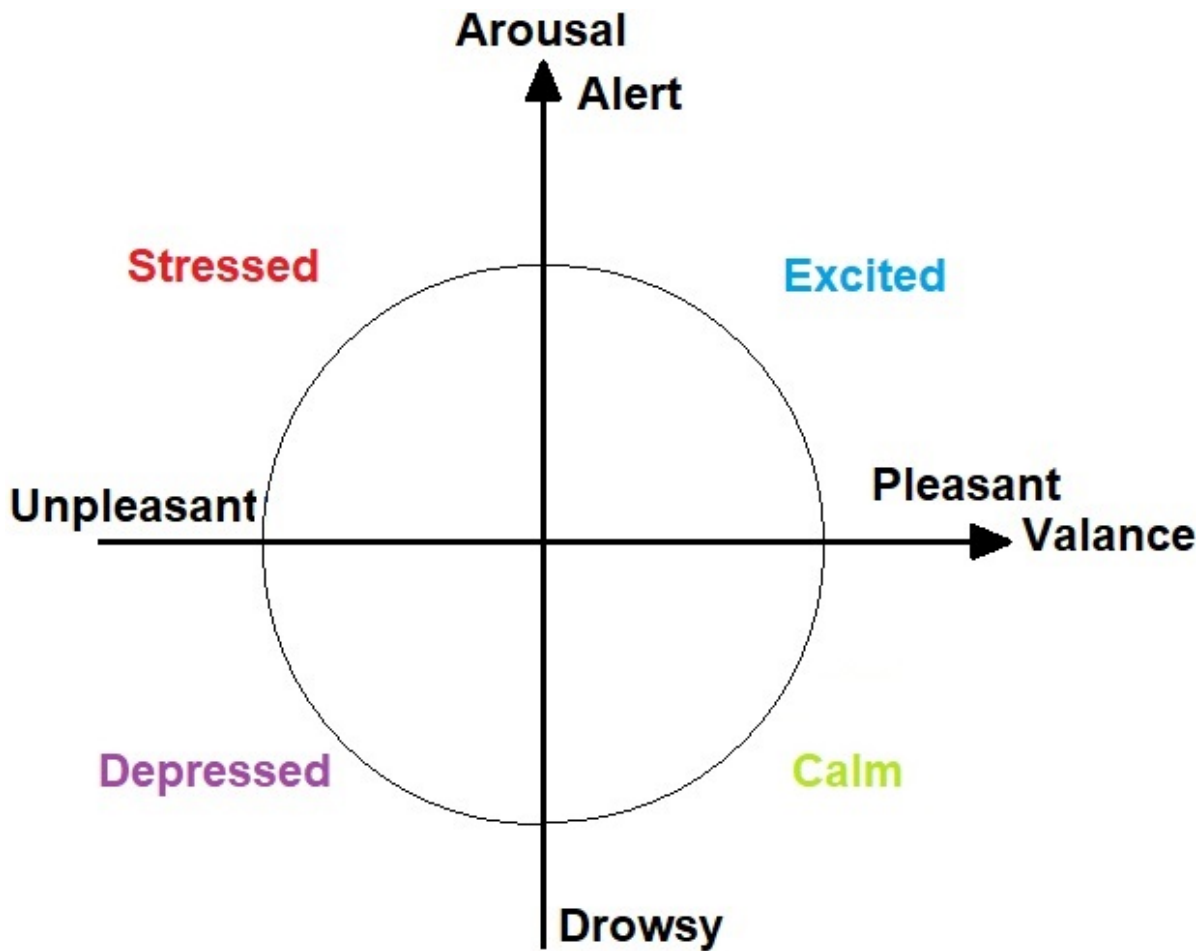 Arousal
Alert
Stressed
Excited
Pleasant
Unpleasant
Valance
Depressed
Calm
Drowsy